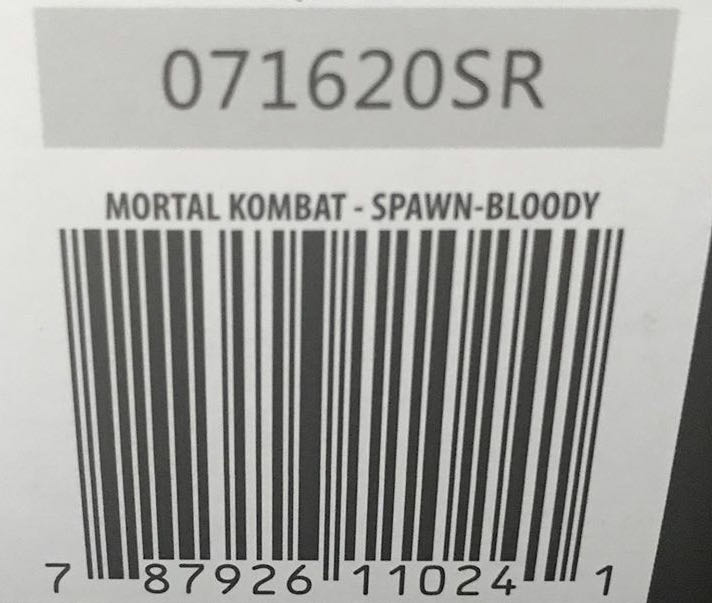 071620SR
MORTAL KOMBAT - SPAWN-BLOODY
7 87926 11024 1